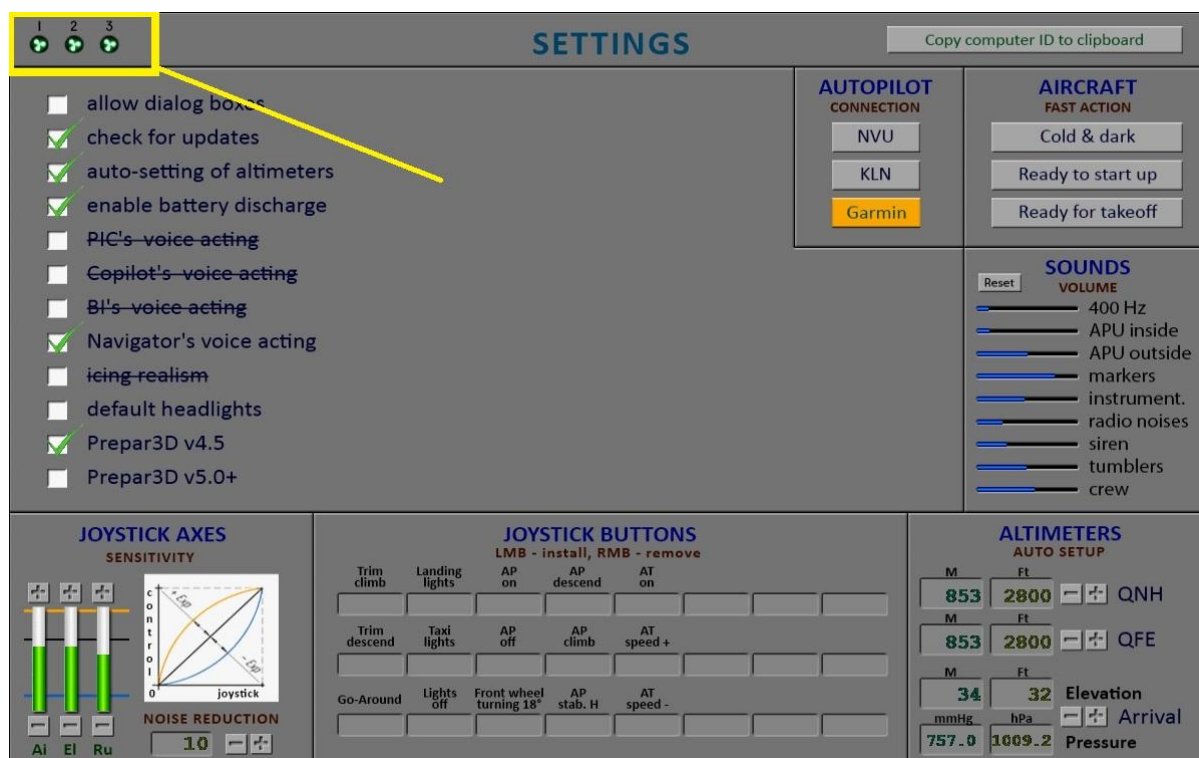 1 2 3
SETTINGS
Copy computer ID to clipboard
allow dialog boxes
check for updates
auto-setting of altimeters
enable battery discharge
PIC's voice acting
Copilot's voice acting
BI's voice acting
Navigator's voice acting
icing realism
default headlights
Prepar3D v4.5
Prepar3D v5.0+
AUTOPILOT
CONNECTION
NVU
KLN
Garmin
AIRCRAFT
FAST ACTION
Cold & dark
Ready to start up
Ready for takeoff
SOUNDS
Reset
VOLUME
400 Hz
APU inside
APU outside
markers
instrument.
radio noises
siren
tumblers
crew
JOYSTICK AXES
SENSITIVITY
control
+ Exp
- Exp
0 joystick
NOISE REDUCTION
10
Ai El Ru
JOYSTICK BUTTONS
LMB - install, RMB - remove
Trim climb
Landing lights
AP on
AP descend
AT on
Trim descend
Taxi lights
AP off
AP climb
AT speed +
Go-Around
Lights off
Front wheel turning 18°
AP stab. H
AT speed -
ALTIMETERS
AUTO SETUP
M Ft
853 2800 QNH
M Ft
853 2800 QFE
M Ft
34 32 Elevation
Arrival
mmHg hPa
757.0 1009.2 Pressure